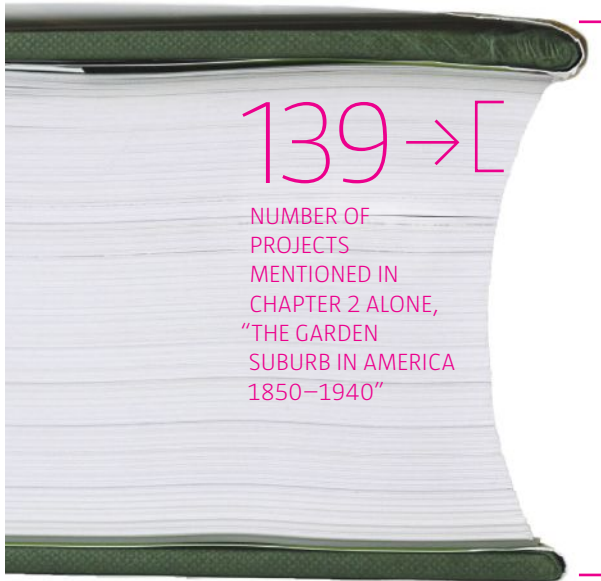 139 → [
NUMBER OF
PROJECTS
MENTIONED IN
CHAPTER 2 ALONE,
“THE GARDEN
SUBURB IN AMERICA
1850–1940”